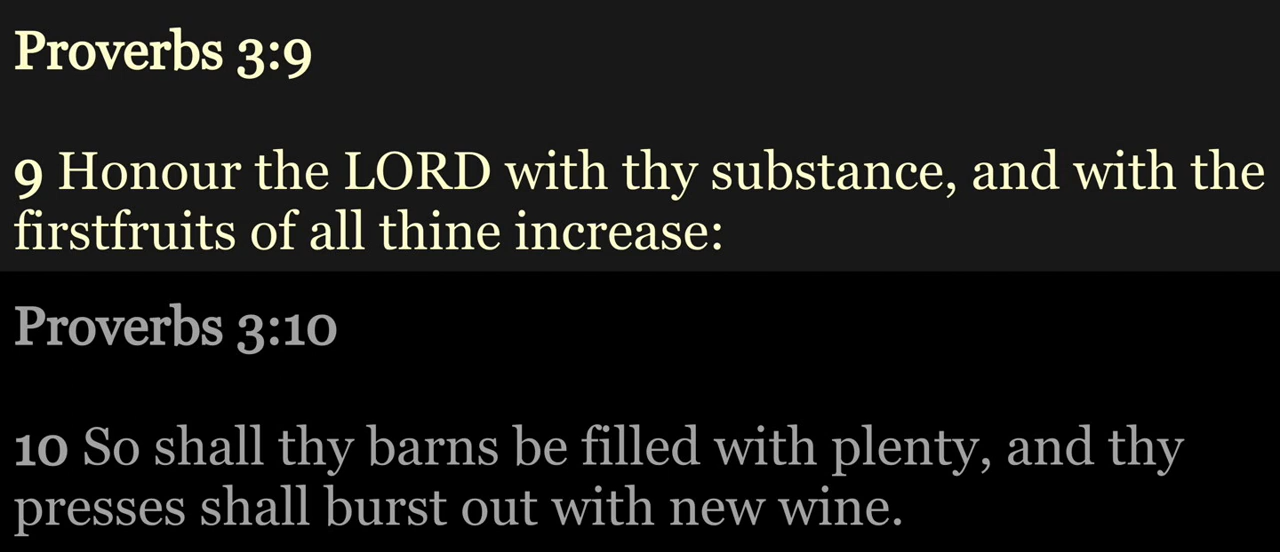 Proverbs 3:9
9 Honour the LORD with thy substance, and with the
firstfruits of all thine increase:
Proverbs 3:10
10 So shall thy barns be filled with plenty, and thy
presses shall burst out with new wine.